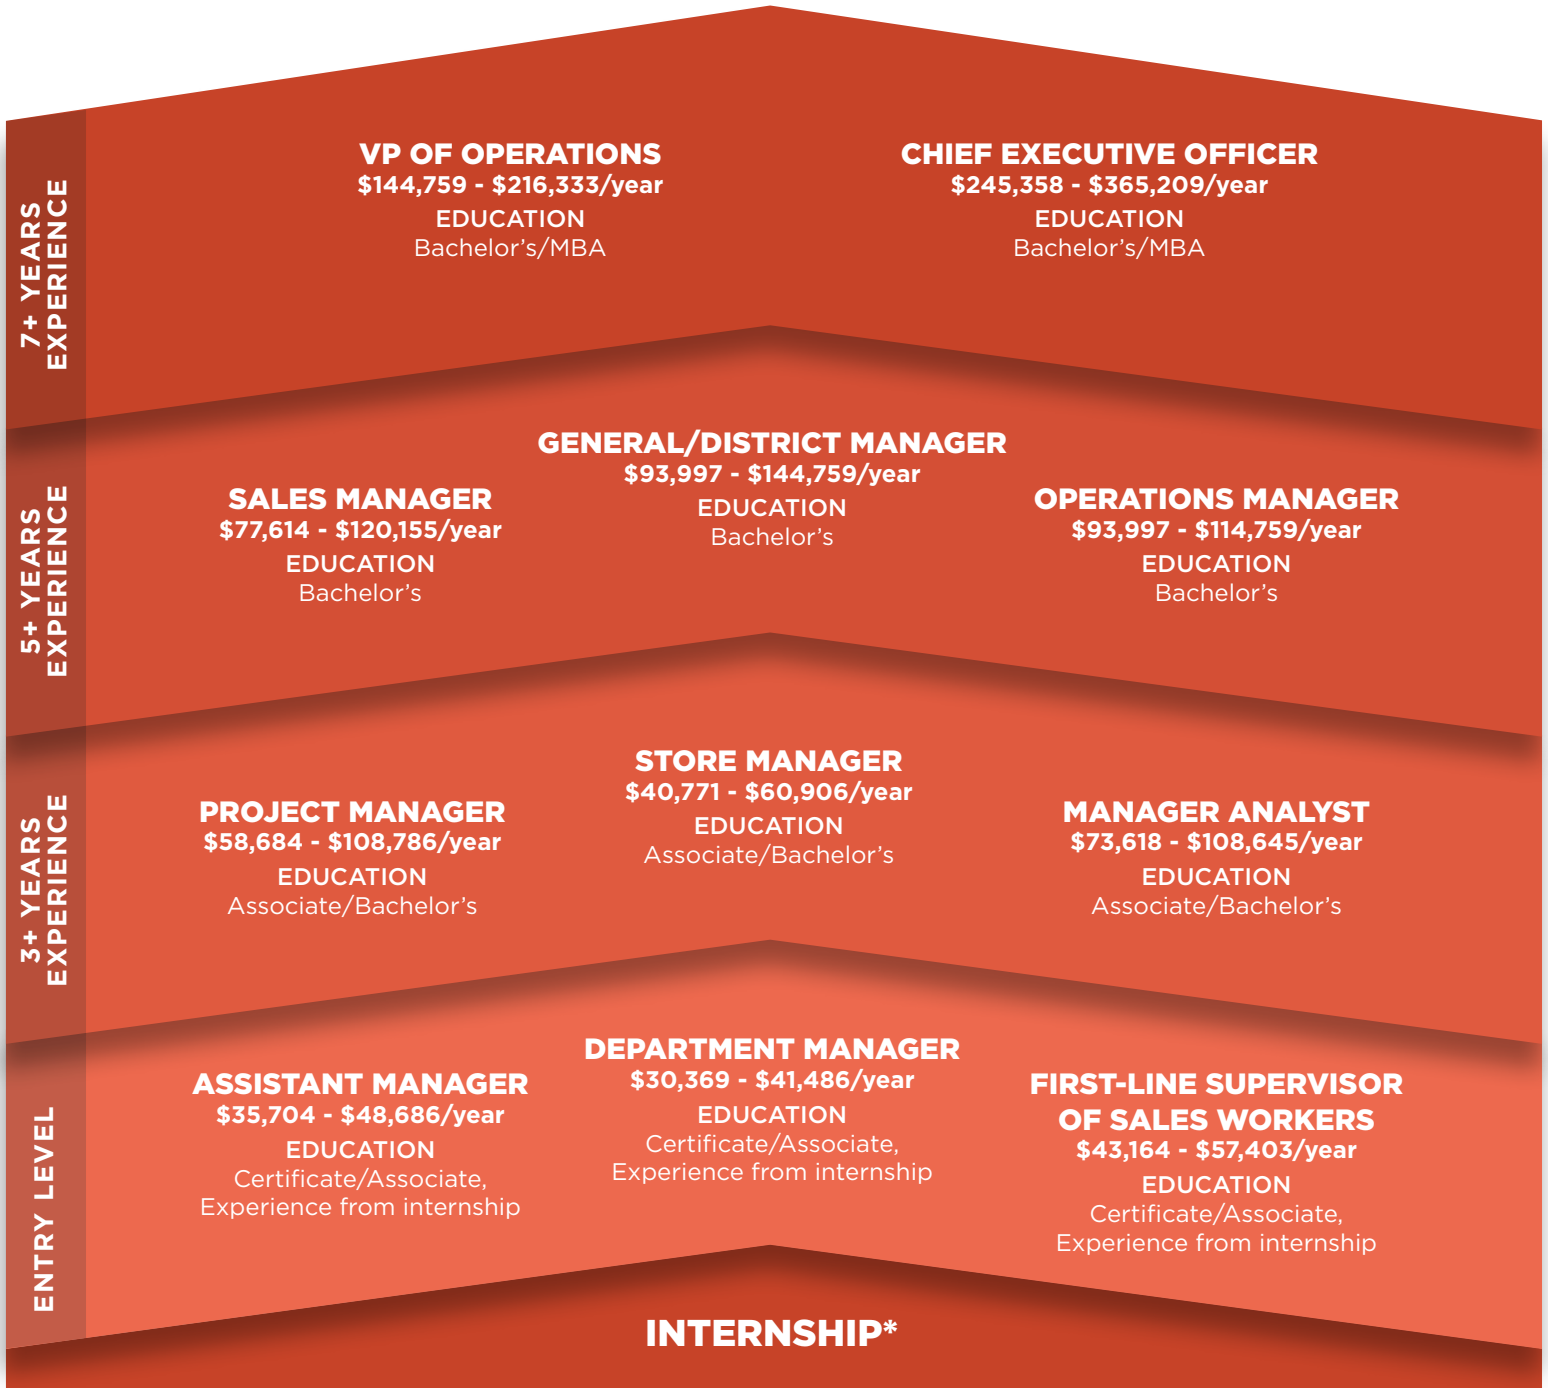 7+ YEARS
EXPERIENCE
VP OF OPERATIONS
$144,759 - $216,333/year
EDUCATION
Bachelor’s/MBA
CHIEF EXECUTIVE OFFICER
$245,358 - $365,209/year
EDUCATION
Bachelor’s/MBA
5+ YEARS
EXPERIENCE
SALES MANAGER
$77,614 - $120,155/year
EDUCATION
Bachelor’s
GENERAL/DISTRICT MANAGER
$93,997 - $144,759/year
EDUCATION
Bachelor’s
OPERATIONS MANAGER
$93,997 - $114,759/year
EDUCATION
Bachelor’s
3+ YEARS
EXPERIENCE
PROJECT MANAGER
$58,684 - $108,786/year
EDUCATION
Associate/Bachelor’s
STORE MANAGER
$40,771 - $60,906/year
EDUCATION
Associate/Bachelor’s
MANAGER ANALYST
$73,618 - $108,645/year
EDUCATION
Associate/Bachelor’s
ENTRY LEVEL
ASSISTANT MANAGER
$35,704 - $48,686/year
EDUCATION
Certificate/Associate,
Experience from internship
DEPARTMENT MANAGER
$30,369 - $41,486/year
EDUCATION
Certificate/Associate,
Experience from internship
FIRST-LINE SUPERVISOR
OF SALES WORKERS
$43,164 - $57,403/year
EDUCATION
Certificate/Associate,
Experience from internship
INTERNSHIP*